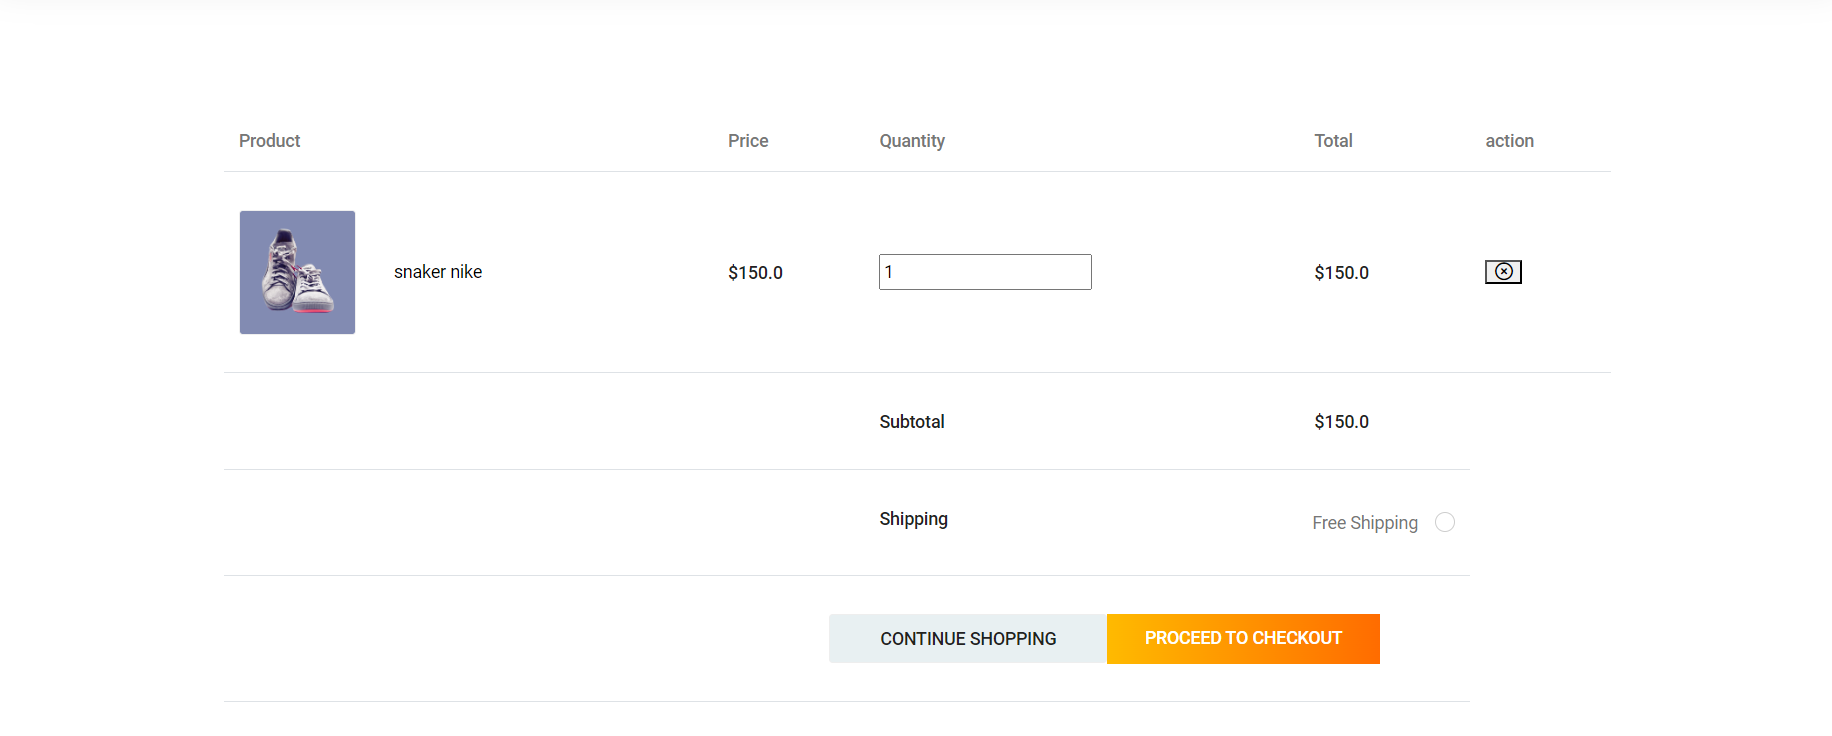 Product Price Quantity Total action
snaker nike $150.0 1 $150.0
Subtotal $150.0
Shipping Free Shipping
CONTINUE SHOPPING PROCEED TO CHECKOUT